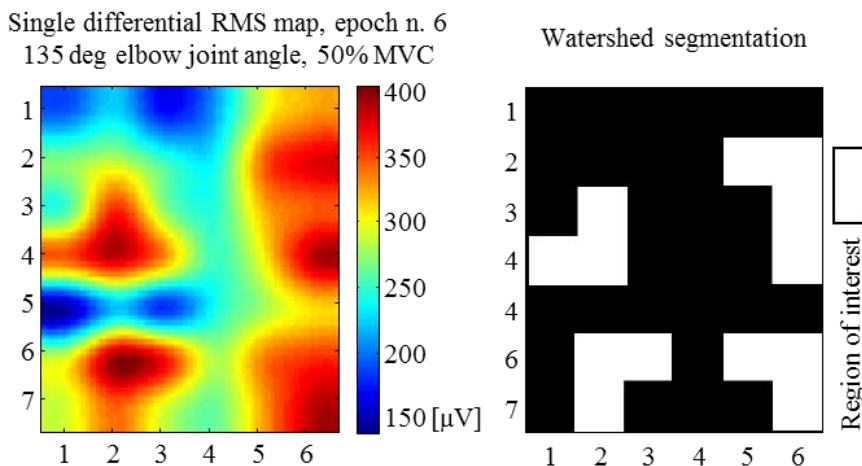 Single differential RMS map, epoch n. 6
135 deg elbow joint angle, 50% MVC
Watershed segmentation
1
2
3
4
5
6
7
1 2 3 4 5 6
400
350
300
250
200
150 [µV]
1
2
3
4
4
6
7
1 2 3 4 5 6
Region of interest